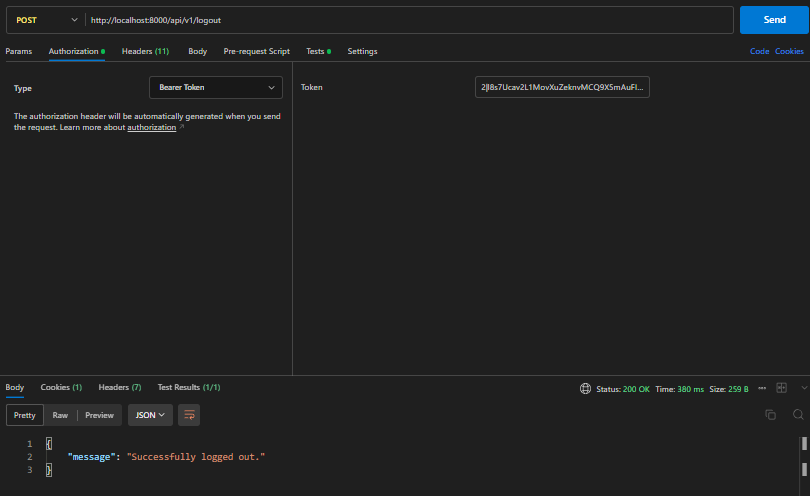 POST http://localhost:8000/api/v1/logout Send
Params Authorization Headers (11) Body Pre-request Script Tests Settings Code Cookies
Type Bearer Token
The authorization header will be automatically generated when you send
the request. Learn more about authorization ↗
Token
Body Cookies (1) Headers (7) Test Results (1/1) Status: 200 OK Time: 380 ms Size: 259 B
Pretty Raw Preview JSON
1 {
2 "message": "Successfully logged out."
3 }